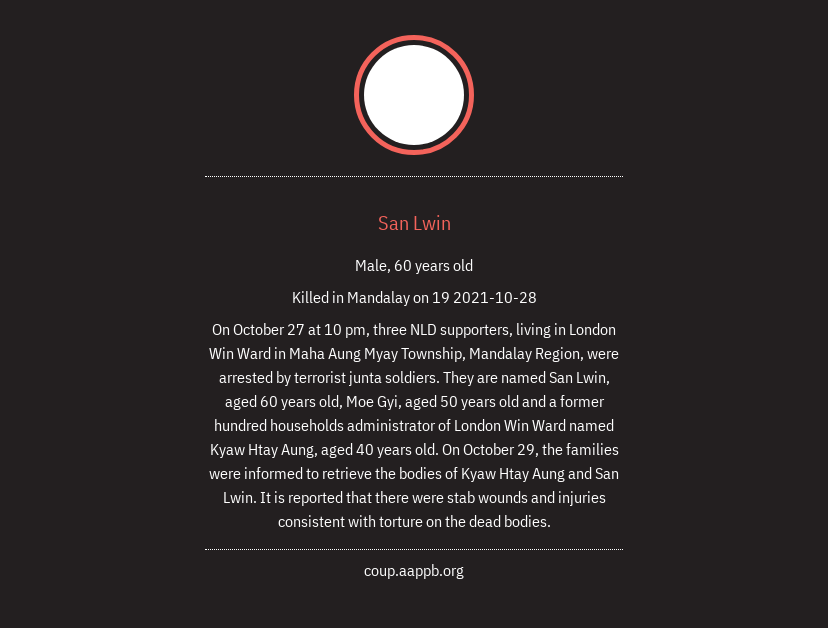 San Lwin
Male, 60 years old
Killed in Mandalay on 19 2021-10-28
On October 27 at 10 pm, three NLD supporters, living in London
Win Ward in Maha Aung Myay Township, Mandalay Region, were
arrested by terrorist junta soldiers. They are named San Lwin,
aged 60 years old, Moe Gyi, aged 50 years old and a former
hundred households administrator of London Win Ward named
Kyaw Htay Aung, aged 40 years old. On October 29, the families
were informed to retrieve the bodies of Kyaw Htay Aung and San
Lwin. It is reported that there were stab wounds and injuries
consistent with torture on the dead bodies.
coup.aappb.org